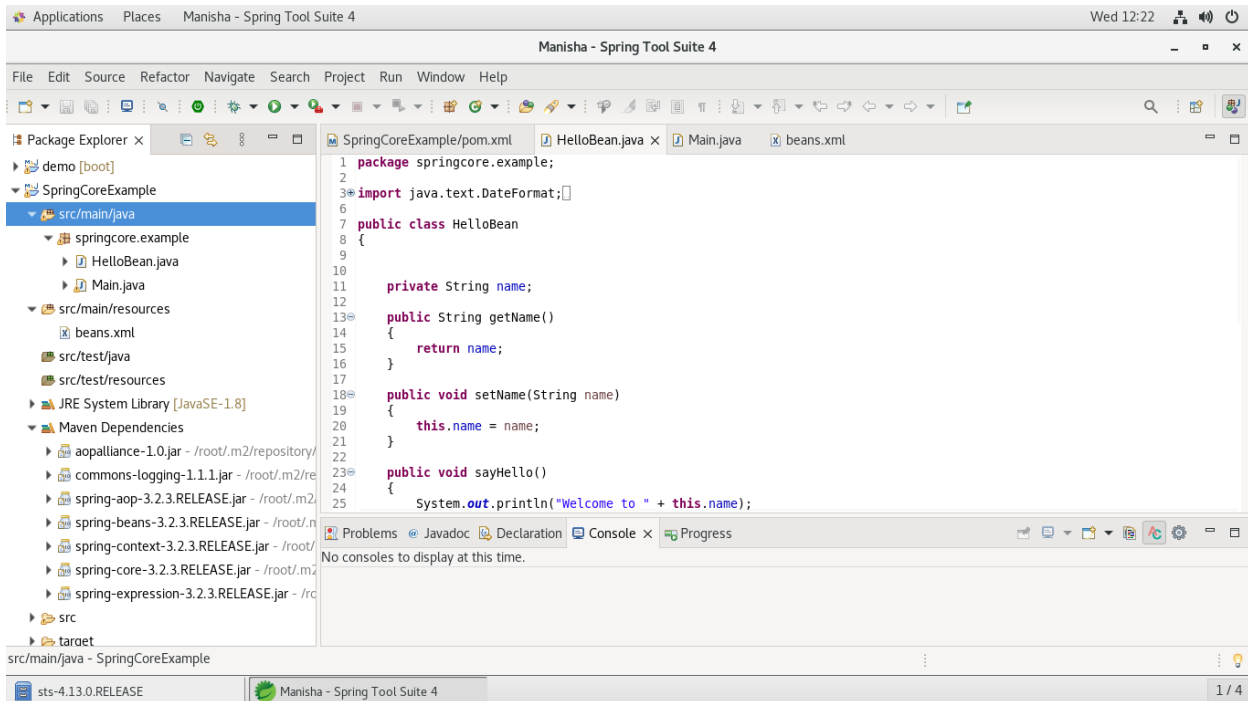 Applications Places Manisha - Spring Tool Suite 4 Wed 12:22
Manisha - Spring Tool Suite 4
File Edit Source Refactor Navigate Search Project Run Window Help
Package Explorer
demo [boot]
SpringCoreExample
src/main/java
springcore.example
HelloBean.java
Main.java
src/main/resources
beans.xml
src/test/java
src/test/resources
JRE System Library [JavaSE-1.8]
Maven Dependencies
aopalliance-1.0.jar - /root/.m2/repository/
commons-logging-1.1.1.jar - /root/.m2/re
spring-aop-3.2.3.RELEASE.jar - /root/.m2
spring-beans-3.2.3.RELEASE.jar - /root/.m
spring-context-3.2.3.RELEASE.jar - /root/
spring-core-3.2.3.RELEASE.jar - /root/.m2
spring-expression-3.2.3.RELEASE.jar - /ro
src
target
SpringCoreExample/pom.xml HelloBean.java Main.java beans.xml
1 package springcore.example;
2
3 import java.text.DateFormat;
6
7 public class HelloBean
8 {
9
10
11 private String name;
12
13 public String getName()
14 {
15 return name;
16 }
17
18 public void setName(String name)
19 {
20 this.name = name;
21 }
22
23 public void sayHello()
24 {
25 System.out.println("Welcome to " + this.name);
Problems Javadoc Declaration Console Progress
No consoles to display at this time.
src/main/java - SpringCoreExample
sts-4.13.0.RELEASE Manisha - Spring Tool Suite 4 1 / 4